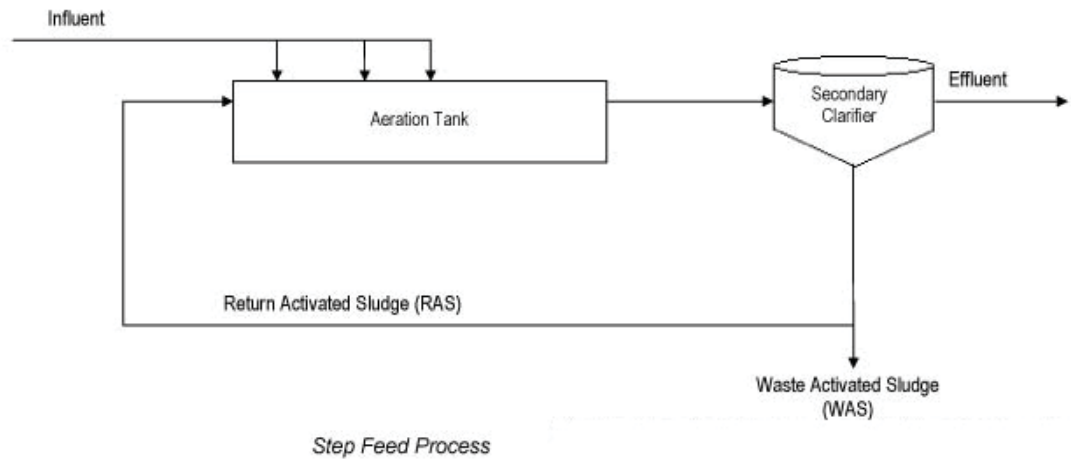 Influent
Aeration Tank
Secondary
Clarifier
Effluent
Return Activated Sludge (RAS)
Waste Activated Sludge
(WAS)
Step Feed Process